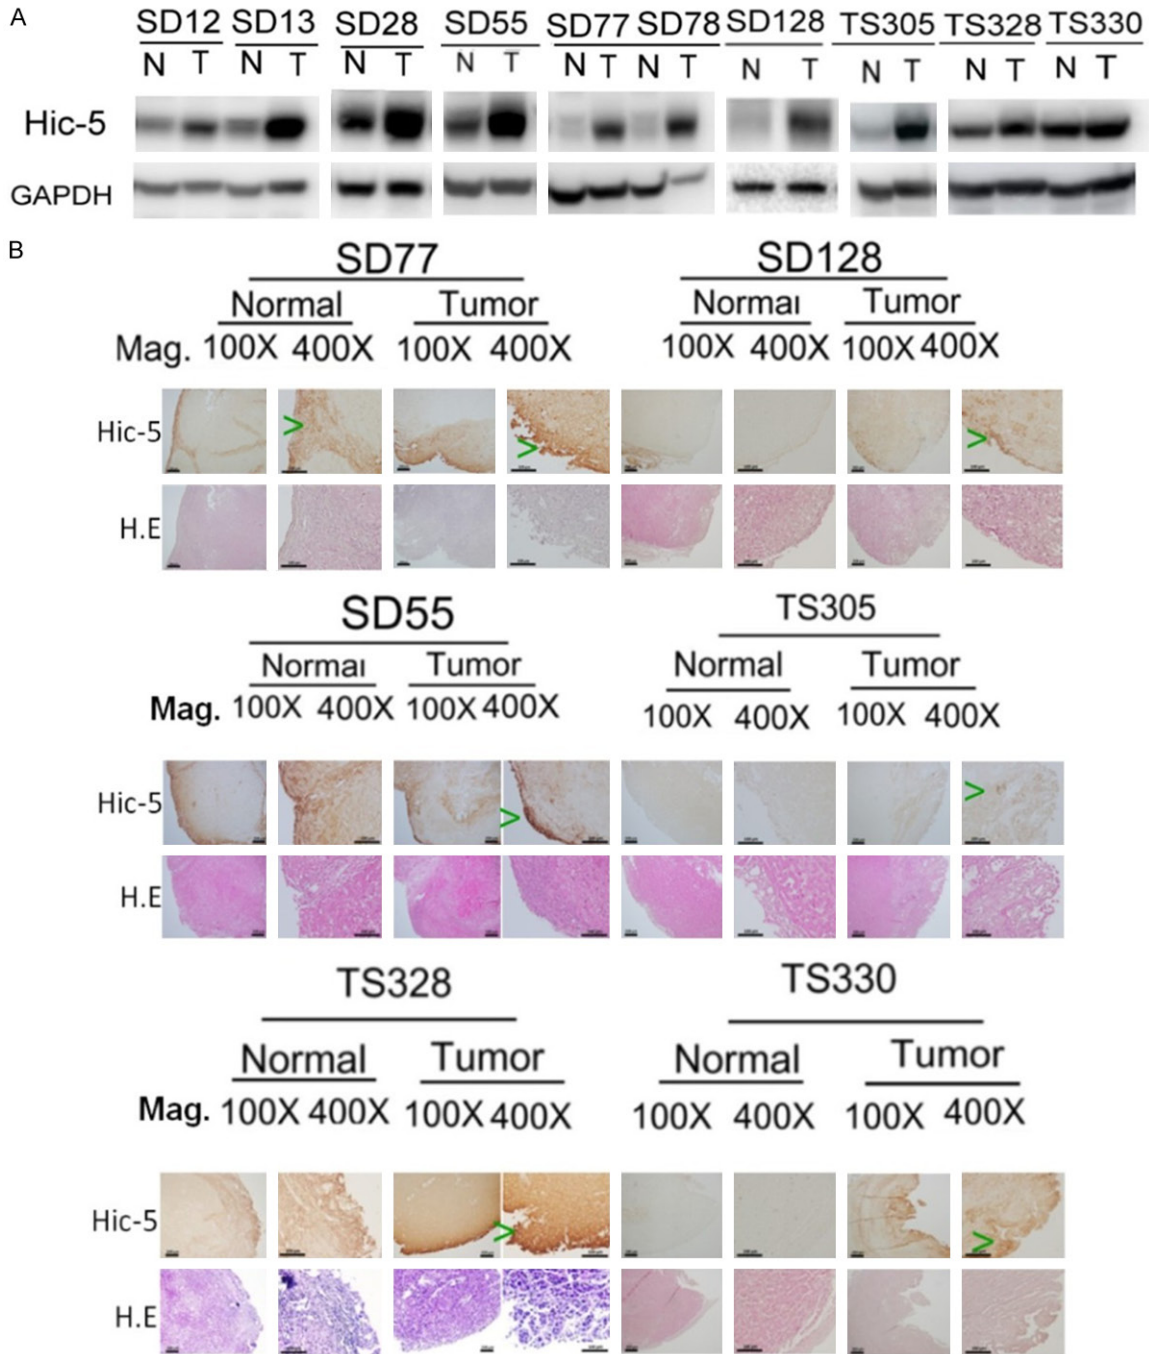 A
SD12 SD13 SD28 SD55 SD77 SD78 SD128 TS305 TS328 TS330
N T N T N T N T N T N T N T N T N T N T
Hic-5
GAPDH
B
SD77 SD128
Normal Tumor Normal Tumor
Mag. 100X 400X 100X 400X 100X 400X 100X 400X
Hic-5
H.E
SD55 TS305
Normal Tumor Normal Tumor
Mag. 100X 400X 100X 400X 100X 400X 100X 400X
Hic-5
H.E
TS328 TS330
Normal Tumor Normal Tumor
Mag. 100X 400X 100X 400X 100X 400X 100X 400X
Hic-5
H.E